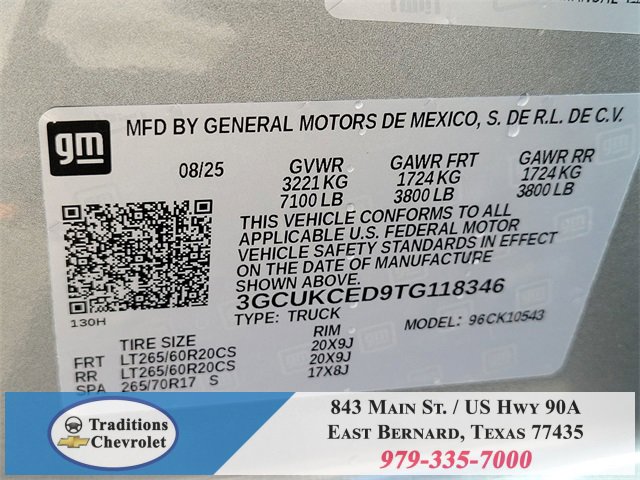 gm
MFD BY GENERAL MOTORS DE MEXICO, S. DE R.L. DE C.V.
08/25 GVWR GAWR FRT GAWR RR
3221 KG 1724 KG 1724 KG
7100 LB 3800 LB 3800 LB
THIS VEHICLE CONFORMS TO ALL
APPLICABLE U.S. FEDERAL MOTOR
VEHICLE SAFETY STANDARDS IN EFFECT
ON THE DATE OF MANUFACTURE
SHOWN ABOVE.
3GCUKCED9TG118346
130H
TYPE: TRUCK MODEL: 96CK10543
TIRE SIZE RIM
FRT LT265/60R20CS 20X9J
RR LT265/60R20CS 20X9J
SPA 265/70R17 S 17X8J
Traditions
Chevrolet
843 Main St. / US Hwy 90A
East Bernard, Texas 77435
979-335-7000